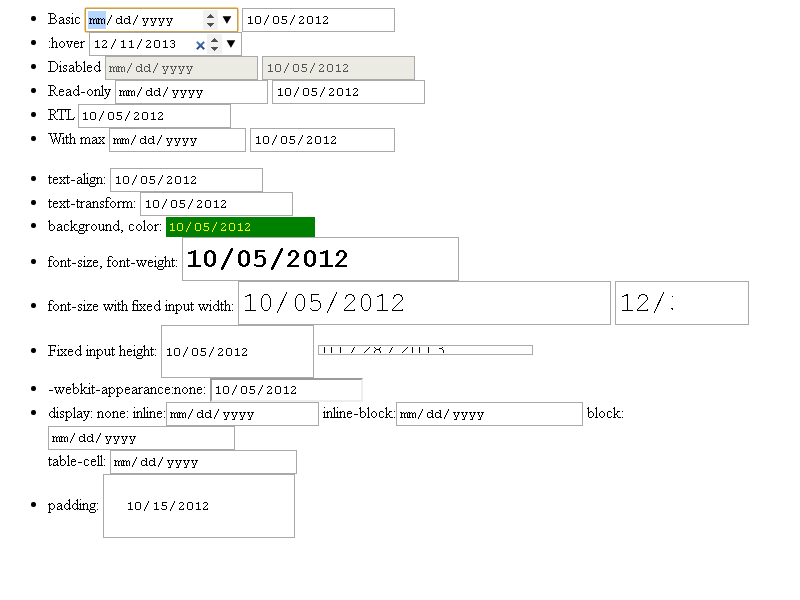 Basic mm/dd/yyyy 10/05/2012
:hover 12/11/2013
Disabled mm/dd/yyyy 10/05/2012
Read-only mm/dd/yyyy 10/05/2012
RTL 10/05/2012
With max mm/dd/yyyy 10/05/2012
text-align: 10/05/2012
text-transform: 10/05/2012
background, color: 10/05/2012
font-size, font-weight: 10/05/2012
font-size with fixed input width: 10/05/2012 12/
Fixed input height: 10/05/2012
-webkit-appearance:none: 10/05/2012
display: none: inline: mm/dd/yyyy inline-block: mm/dd/yyyy block:
mm/dd/yyyy
table-cell: mm/dd/yyyy
padding: 10/15/2012